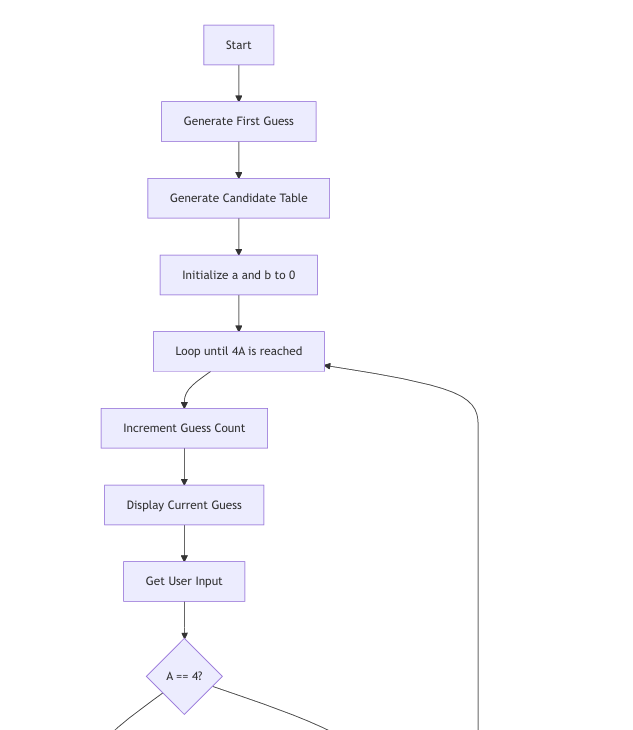 Start
Generate First Guess
Generate Candidate Table
Initialize a and b to 0
Loop until 4A is reached
Increment Guess Count
Display Current Guess
Get User Input
A == 4?